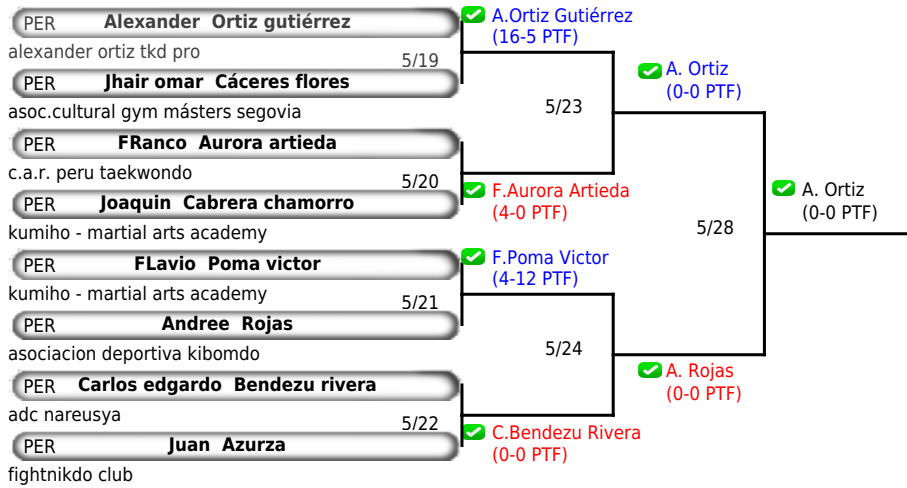 PER Alexander Ortiz gutiérrez
alexander ortiz tkd pro
5/19
PER Jhair omar Cáceres flores
asoc.cultural gym másters segovia
PER FRanco Aurora artieda
c.a.r. peru taekwondo
5/20
PER Joaquin Cabrera chamorro
kumiho - martial arts academy
PER FLavio Poma victor
kumiho - martial arts academy
5/21
PER Andree Rojas
asociacion deportiva kibomdo
PER Carlos edgardo Bendezu rivera
adc nareusya
5/22
PER Juan Azurza
fightnikdo club
A.Ortiz Gutiérrez
(16-5 PTF)
5/23
F.Aurora Artieda
(4-0 PTF)
F.Poma Victor
(4-12 PTF)
5/24
C.Bendezu Rivera
(0-0 PTF)
A. Ortiz
(0-0 PTF)
5/28
A. Rojas
(0-0 PTF)
A. Ortiz
(0-0 PTF)